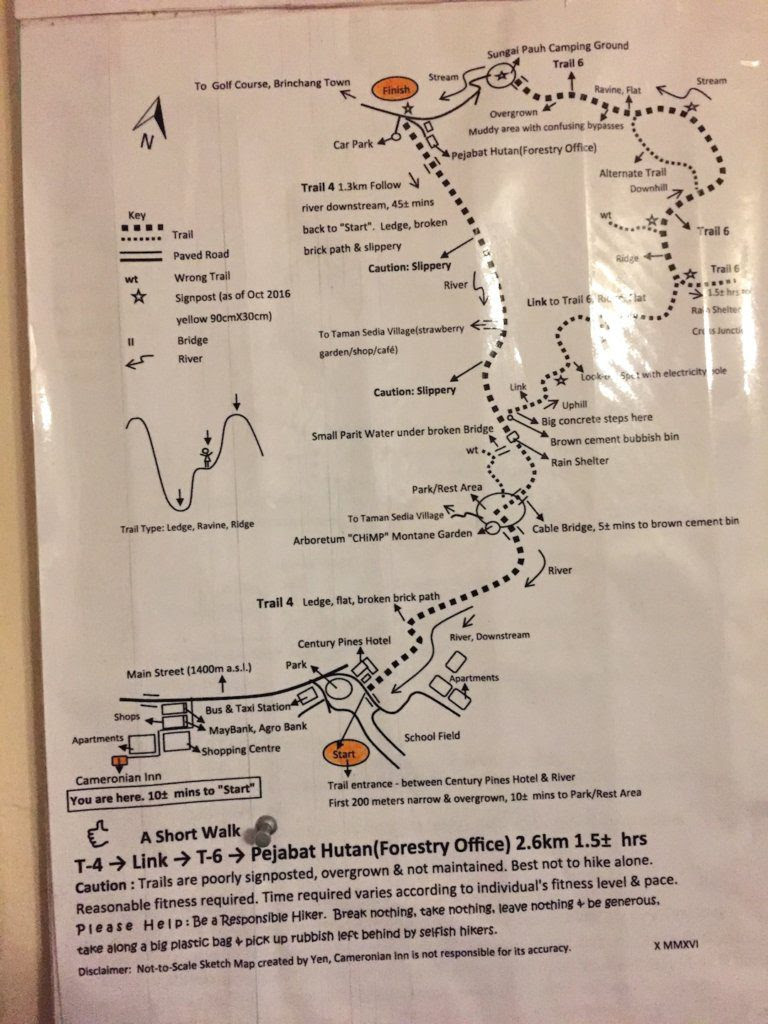 Sungai Pauh Camping Ground
Trail 6
To Golf Course, Brinchang Town
Finish
Stream
Ravine, Flat
Stream
Overgrown
Muddy area with confusing bypasses
N
Car Park
Pejabat Hutan(Forestry Office)
Alternate Trail
Downhill
Trail 4 1.3km Follow
river downstream, 45± mins
back to "Start". Ledge, broken
brick path & slippery
Key
Trail
Paved Road
wt Wrong Trail
Signpost (as of Oct 2016
yellow 90cmX30cm)
II Bridge
River
wt
Trail 6
Ridge
Caution: Slippery
River
Trail 6
1.5± hrs
Rain Shelter
Link to Trail 6, Flat
To Taman Sedia Village(strawberry
garden/shop/café)
with electricity pole
Caution: Slippery
Link
Uphill
Big concrete steps here
Small Parit Water under broken Bridge
Brown cement bubbish bin
wt
Rain Shelter
Park/Rest Area
Trail Type: Ledge, Ravine, Ridge
To Taman Sedia Village
Cable Bridge, 5± mins to brown cement bin
Arboretum "CHiMP" Montane Garden
River
Trail 4 Ledge, flat, broken brick path
River, Downstream
Century Pines Hotel
Park
Main Street (1400m a.s.l.)
Apartments
Bus & Taxi Station
Shops
MayBank, Agro Bank
School Field
Apartments
Shopping Centre
Start
Cameronian Inn
You are here. 10± mins to "Start"
Trail entrance - between Century Pines Hotel & River
First 200 meters narrow & overgrown, 10± mins to Park/Rest Area
A Short Walk
T-4 → Link → T-6 → Pejabat Hutan(Forestry Office) 2.6km 1.5± hrs
Caution : Trails are poorly signposted, overgrown & not maintained. Best not to hike alone.
Reasonable fitness required. Time required varies according to individual's fitness level & pace.
Please Help: Be a Responsible Hiker. Break nothing, take nothing, leave nothing & be generous,
take along a big plastic bag & pick up rubbish left behind by selfish hikers.
Disclaimer: Not-to-Scale Sketch Map created by Yen, Cameronian Inn is not responsible for its accuracy.
X MMXVI